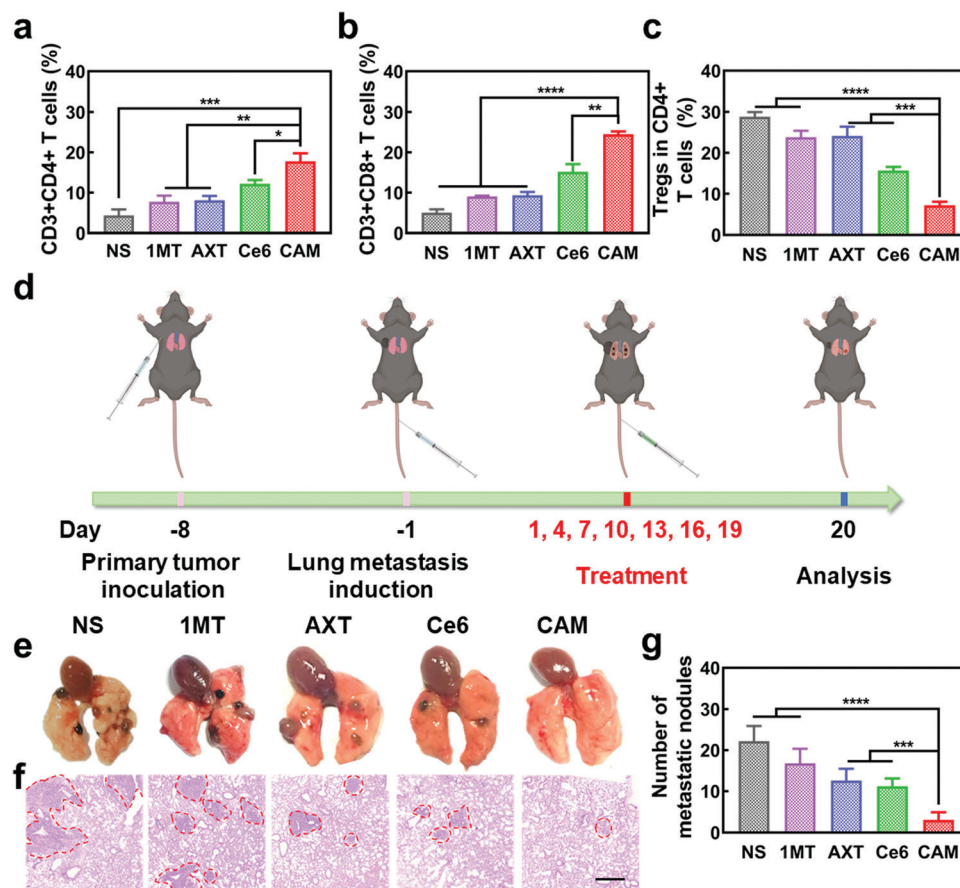 a
CD3+CD4+ T cells (%)
40
30
20
10
0
***
**
*
NS 1MT AXT Ce6 CAM
b
CD3+CD8+ T cells (%)
40
30
20
10
0
****
**
NS 1MT AXT Ce6 CAM
c
Tregs in CD4+
T cells (%)
40
30
20
10
0
****
***
NS 1MT AXT Ce6 CAM
d
Day -8 -1 1, 4, 7, 10, 13, 16, 19 20
Primary tumor
inoculation
Lung metastasis
induction
Treatment
Analysis
e
NS 1MT AXT Ce6 CAM
f
g
Number of
metastatic nodules
40
30
20
10
0
****
***
NS 1MT AXT Ce6 CAM